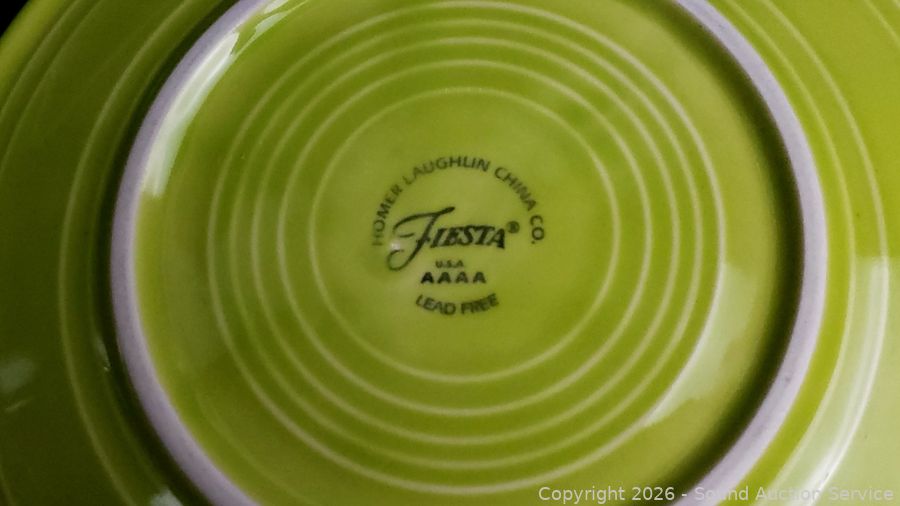 HOMER LAUGHLIN CHINA CO.
FIESTA®
U.S.A
AAAA
LEAD FREE
Copyright 2026 - Sound Auction Service